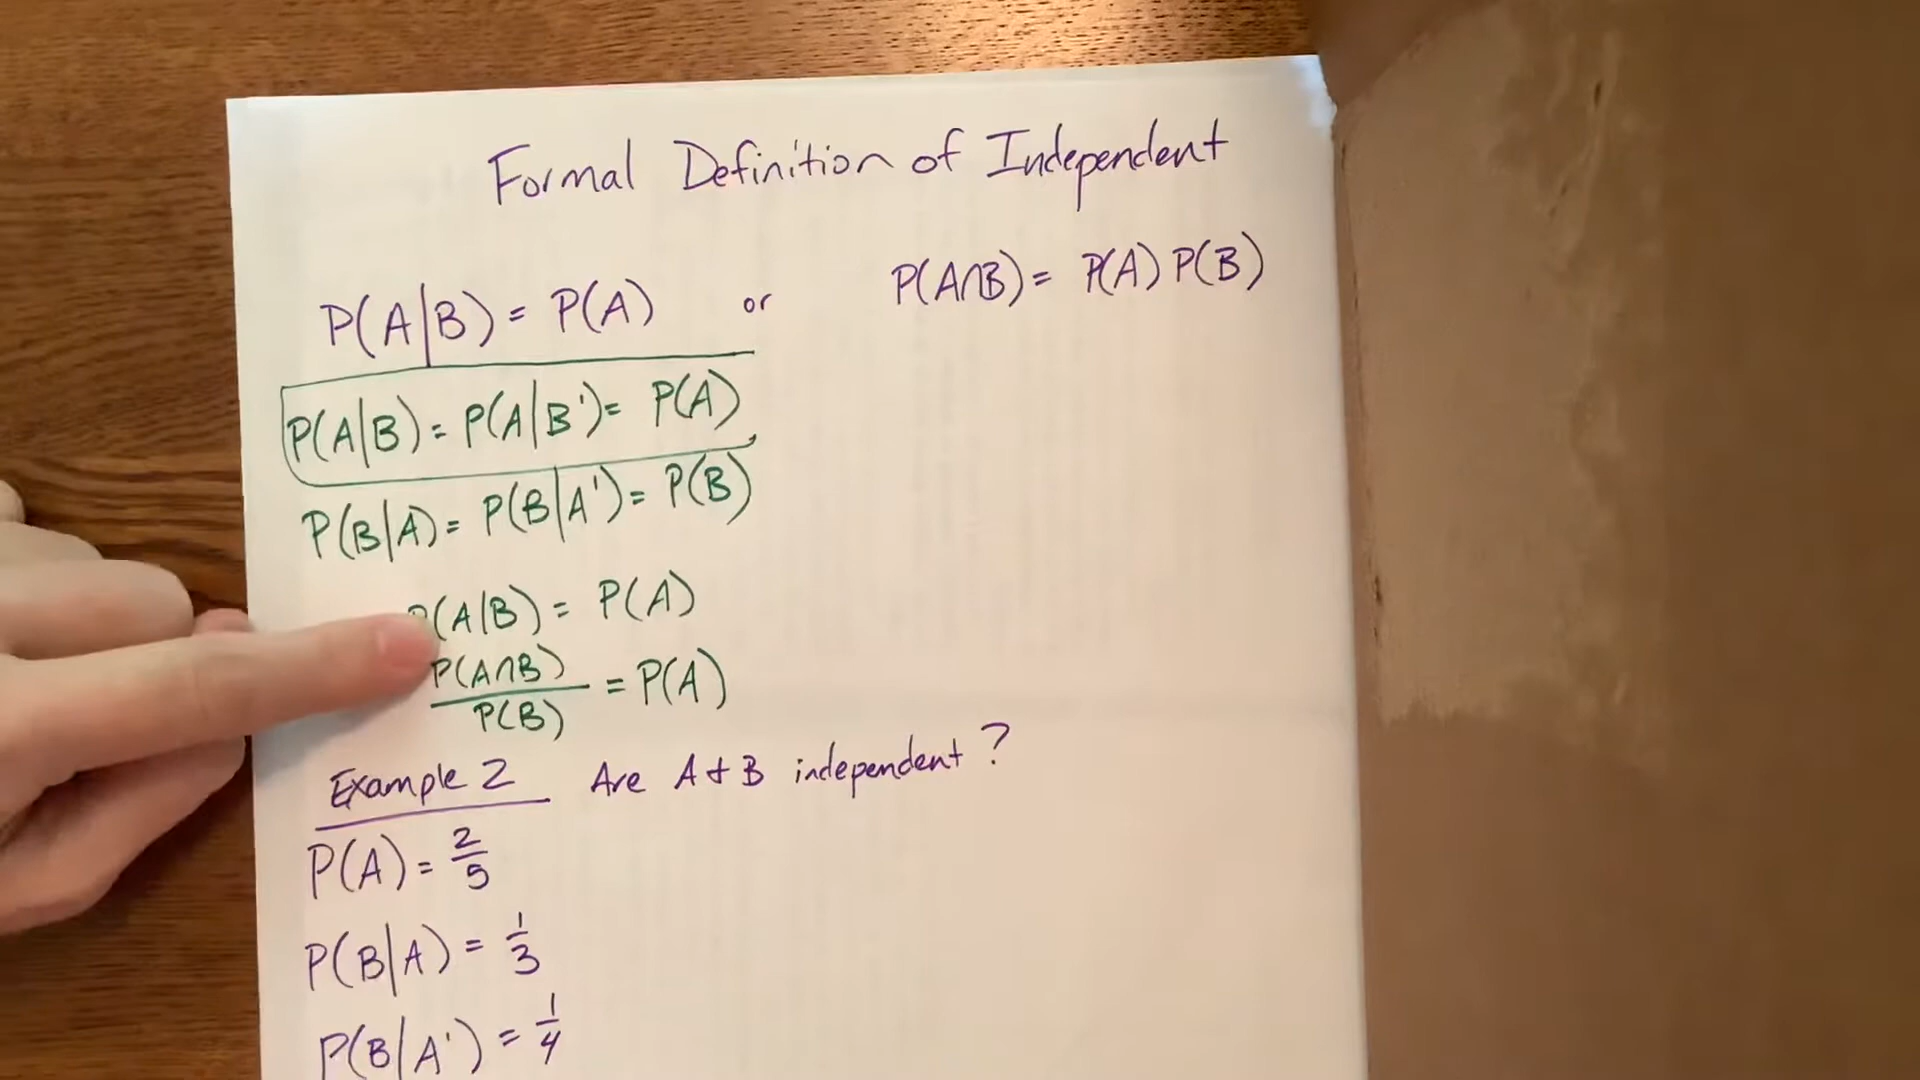 Formal Definition of Independent
P(A|B) = P(A) or P(A∩B) = P(A) P(B)
P(A|B) = P(A|B') = P(A)
P(B|A) = P(B|A') = P(B)
P(A|B) = P(A)
P(A∩B)/P(B) = P(A)
Example 2 Are A + B independent?
P(A) = 2/5
P(B|A) = 1/3
P(B|A') = 1/4